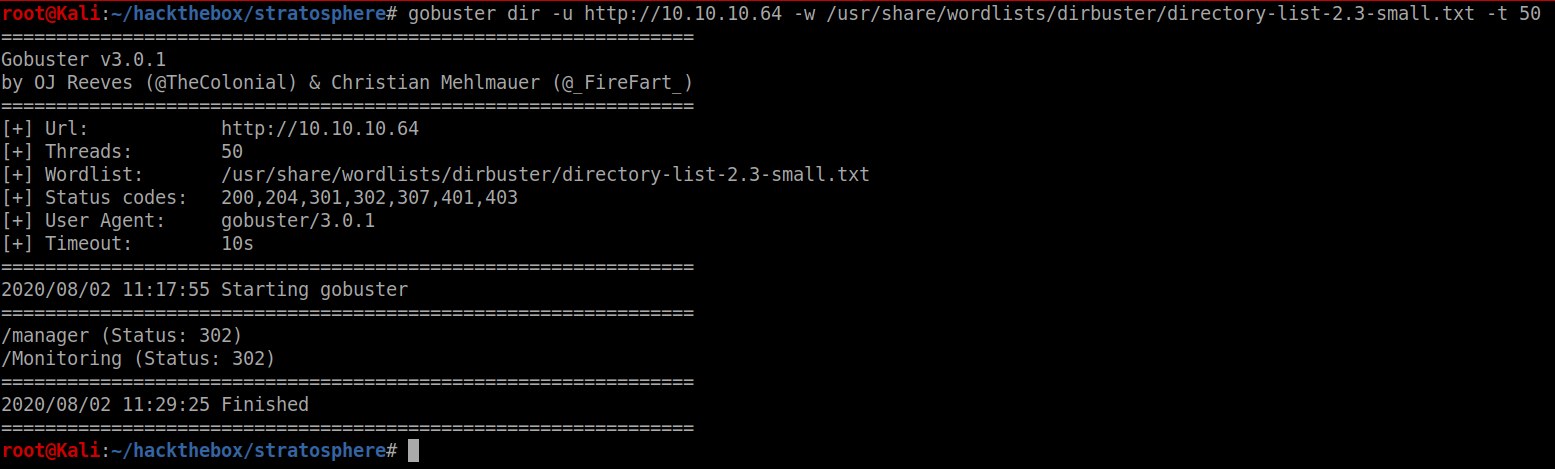 root@Kali:~/hackthebox/stratosphere# gobuster dir -u http://10.10.10.64 -w /usr/share/wordlists/dirbuster/directory-list-2.3-small.txt -t 50
===============================================================
Gobuster v3.0.1
by OJ Reeves (@TheColonial) & Christian Mehlmauer (@_FireFart_)
===============================================================
[+] Url:            http://10.10.10.64
[+] Threads:        50
[+] Wordlist:       /usr/share/wordlists/dirbuster/directory-list-2.3-small.txt
[+] Status codes:   200,204,301,302,307,401,403
[+] User Agent:     gobuster/3.0.1
[+] Timeout:        10s
===============================================================
2020/08/02 11:17:55 Starting gobuster
===============================================================
/manager (Status: 302)
/Monitoring (Status: 302)
===============================================================
2020/08/02 11:29:25 Finished
===============================================================
root@Kali:~/hackthebox/stratosphere#